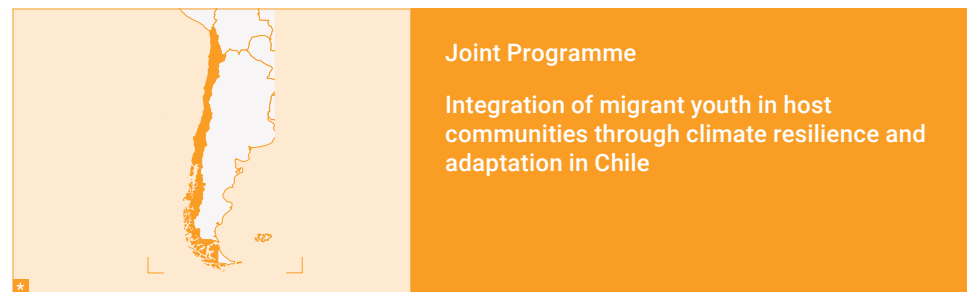 Joint Programme
Integration of migrant youth in host
communities through climate resilience and
adaptation in Chile
*